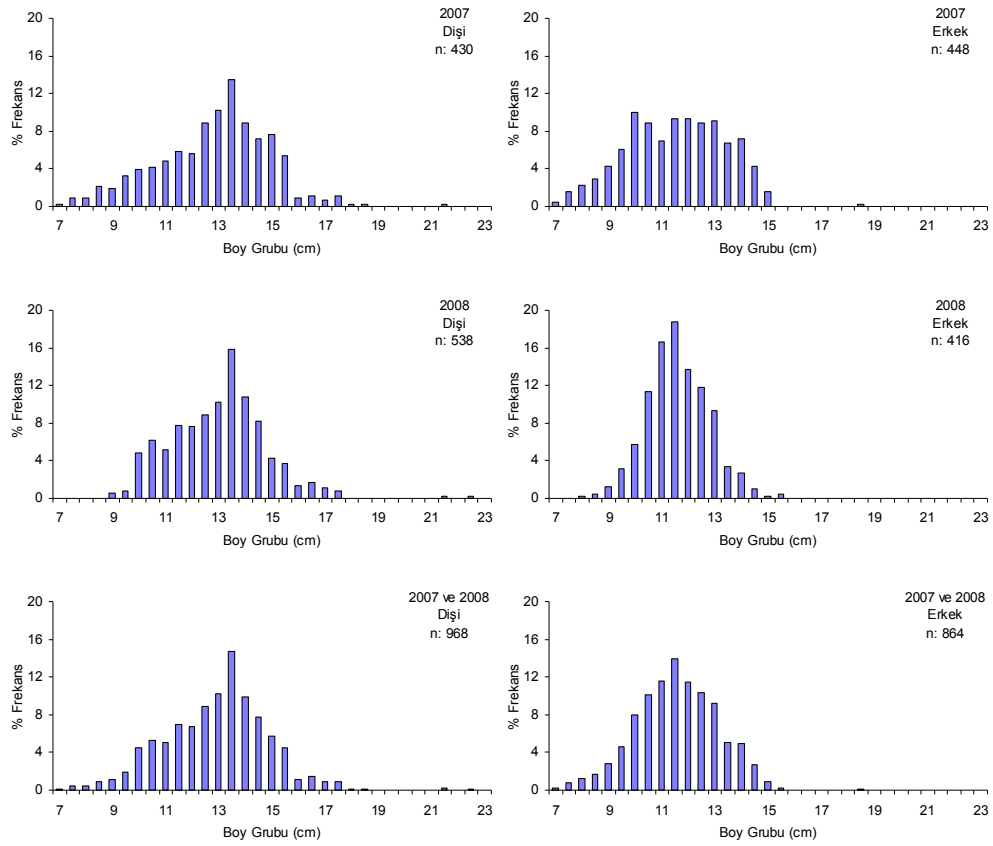 2007
Dişi
n: 430
% Frekans
20
16
12
8
4
0
7 9 11 13 15 17 19 21 23
Boy Grubu (cm)
2007
Erkek
n: 448
% Frekans
20
16
12
8
4
0
7 9 11 13 15 17 19 21 23
Boy Grubu (cm)
2008
Dişi
n: 538
% Frekans
20
16
12
8
4
0
7 9 11 13 15 17 19 21 23
Boy Grubu (cm)
2008
Erkek
n: 416
% Frekans
20
16
12
8
4
0
7 9 11 13 15 17 19 21 23
Boy Grubu (cm)
2007 ve 2008
Dişi
n: 968
% Frekans
20
16
12
8
4
0
7 9 11 13 15 17 19 21 23
Boy Grubu (cm)
2007 ve 2008
Erkek
n: 864
% Frekans
20
16
12
8
4
0
7 9 11 13 15 17 19 21 23
Boy Grubu (cm)